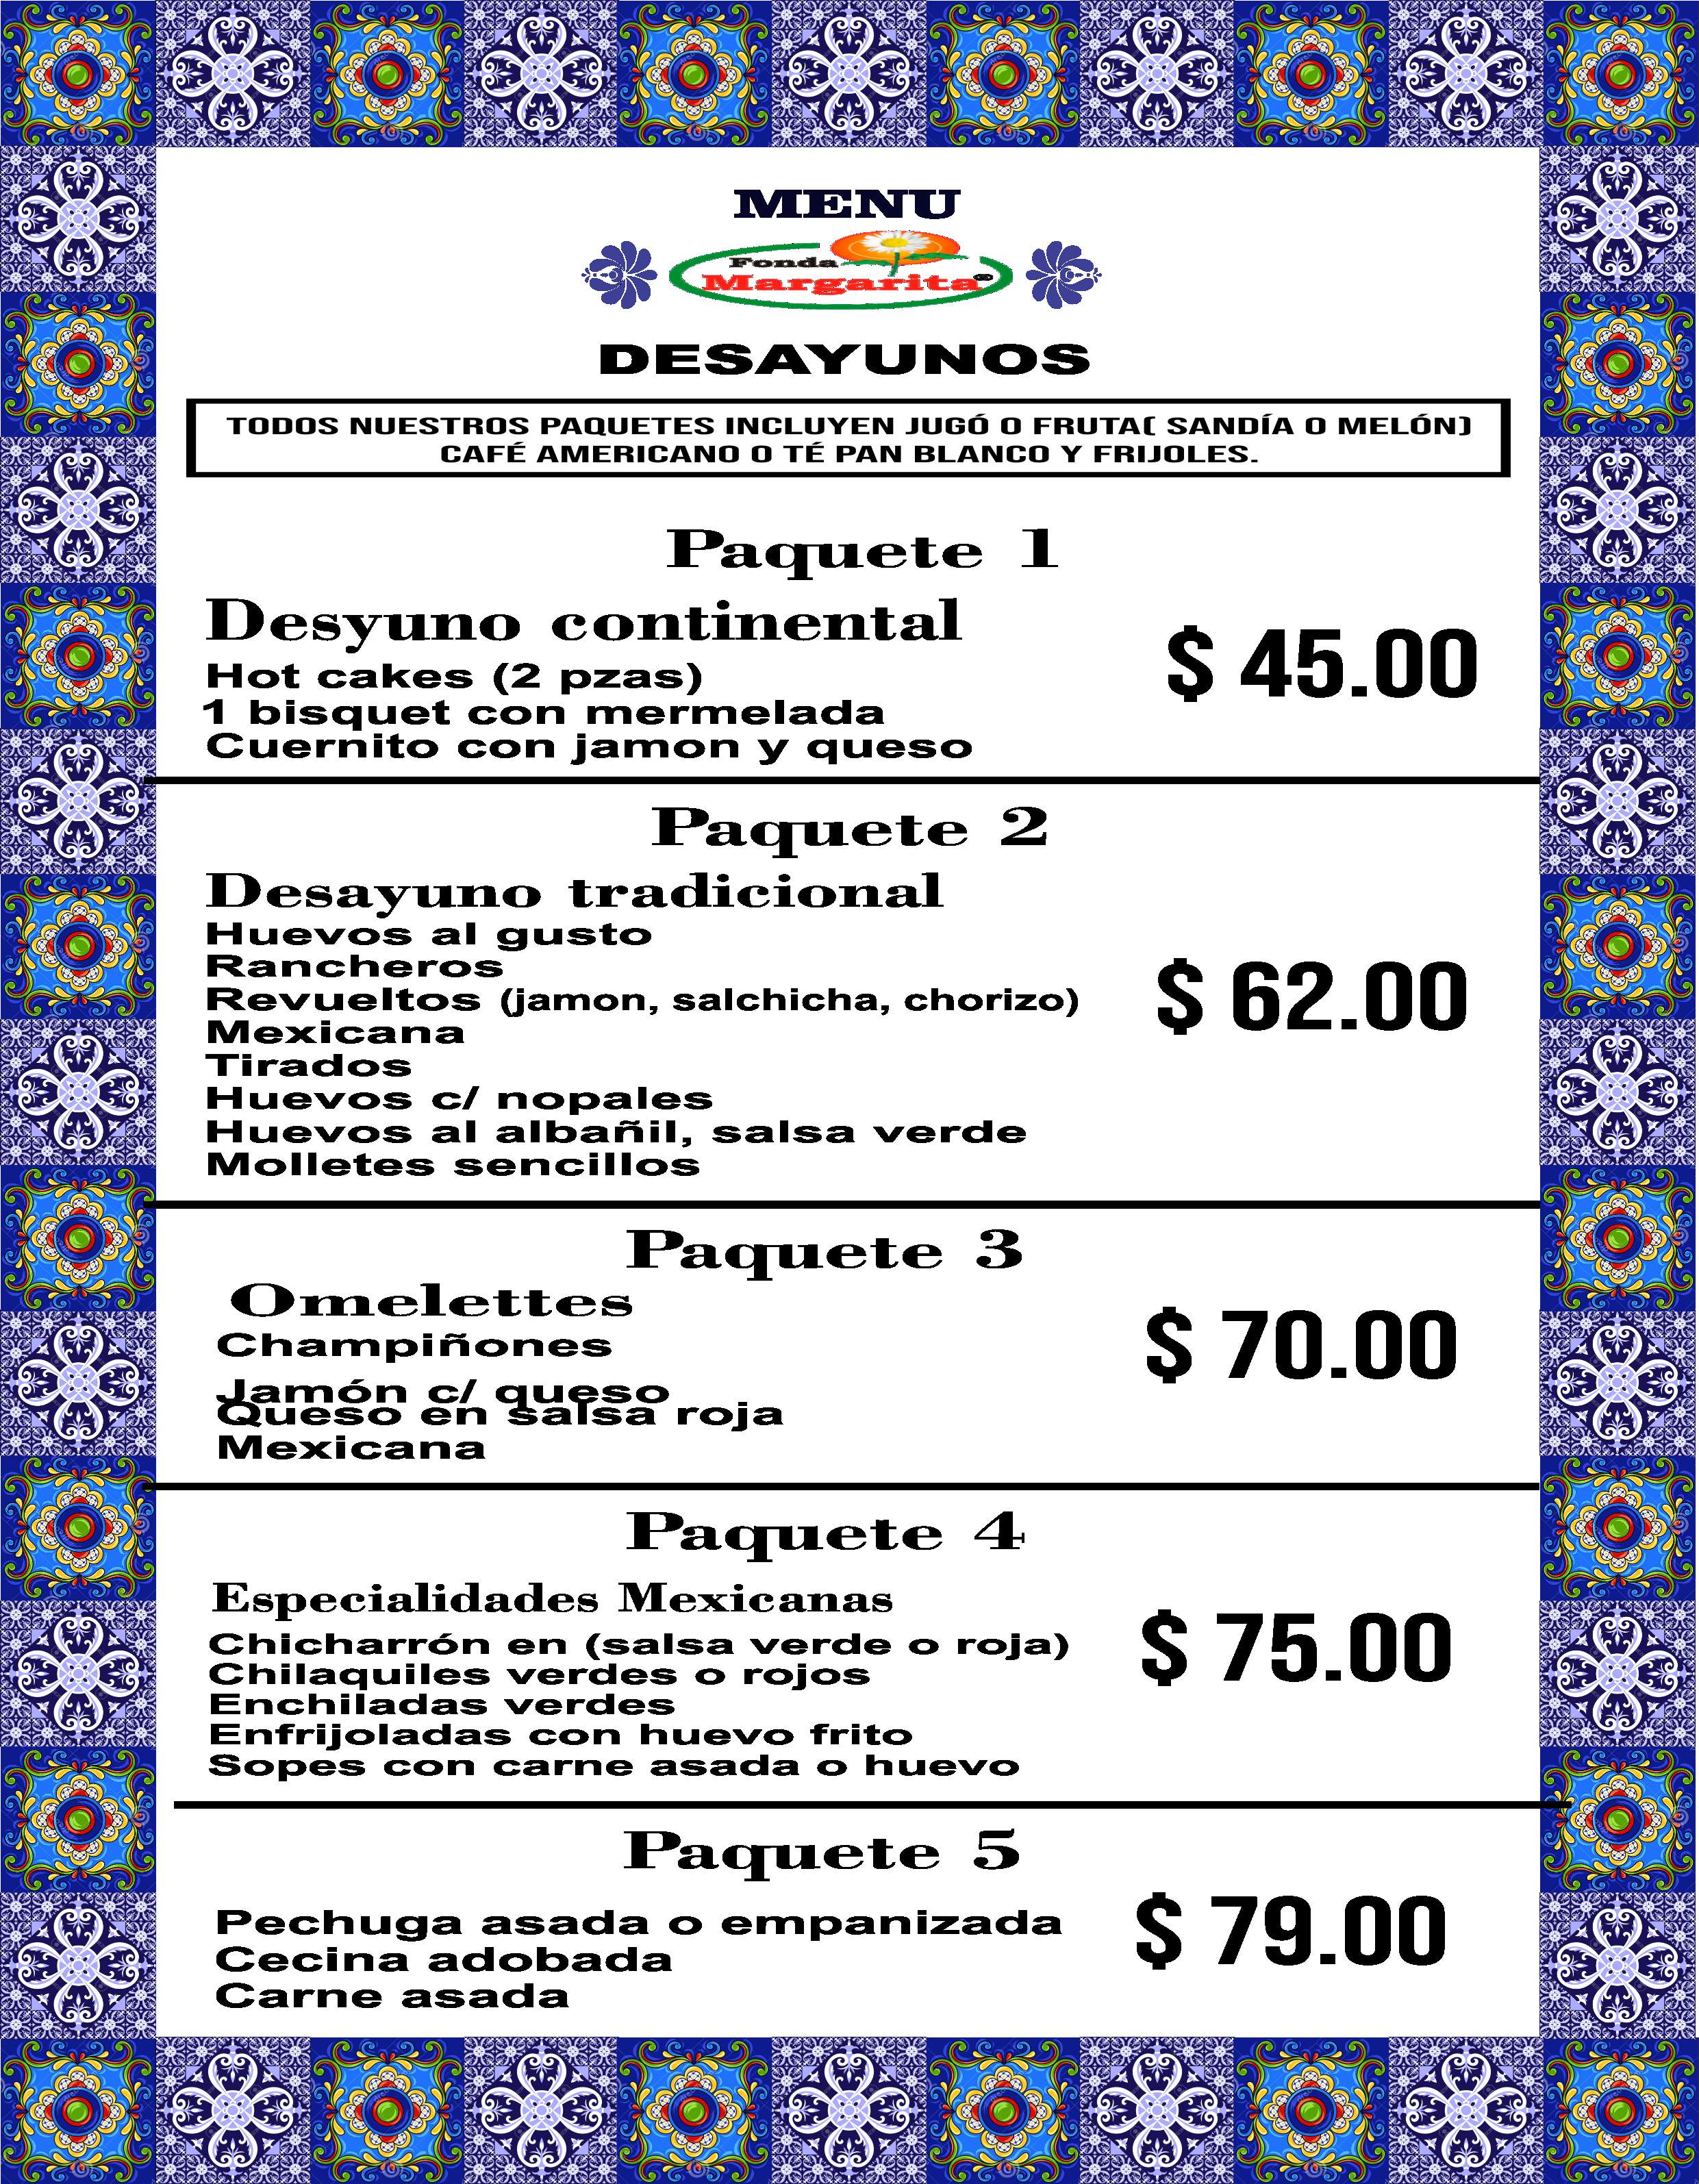 MENU
Fonda
Margarita®
DESAYUNOS
TODOS NUESTROS PAQUETES INCLUYEN JUGÓ O FRUTA( SANDÍA O MELÓN)
CAFÉ AMERICANO O TÉ PAN BLANCO Y FRIJOLES.
Paquete 1
Desyuno continental
$ 45.00
Hot cakes (2 pzas)
1 bisquet con mermelada
Cuernito con jamon y queso
Paquete 2
Desayuno tradicional
Huevos al gusto
Rancheros
Revueltos (jamon, salchicha, chorizo)
$ 62.00
Mexicana
Tirados
Huevos c/ nopales
Huevos al albañil, salsa verde
Molletes sencillos
Paquete 3
Omelettes
Champiñones
$ 70.00
Jamón c/ queso
Queso en salsa roja
Mexicana
Paquete 4
Especialidades Mexicanas
Chicharrón en (salsa verde o roja)
$ 75.00
Chilaquiles verdes o rojos
Enchiladas verdes
Enfrijoladas con huevo frito
Sopes con carne asada o huevo
Paquete 5
Pechuga asada o empanizada
$ 79.00
Cecina adobada
Carne asada